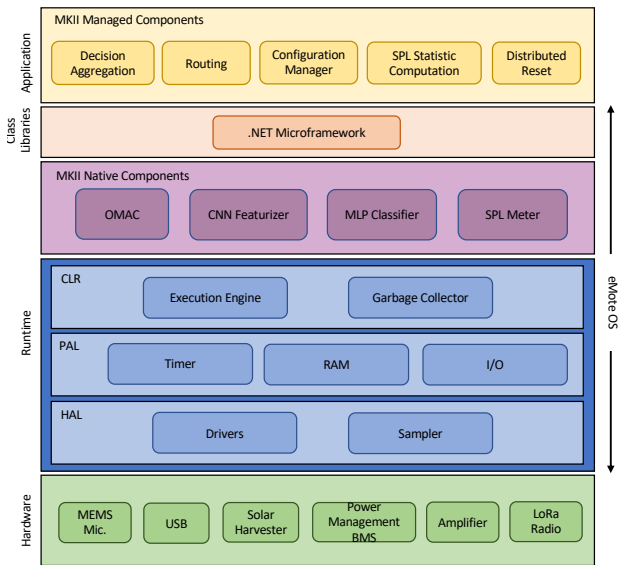 MKII Managed Components
Application
Decision
Aggregation
Routing
Configuration
Manager
SPL Statistic
Computation
Distributed
Reset
Class
Libraries
.NET Microframework
MKII Native Components
OMAC
CNN Featurizer
MLP Classifier
SPL Meter
eMote OS
Runtime
CLR
Execution Engine
Garbage Collector
PAL
Timer
RAM
I/O
HAL
Drivers
Sampler
Hardware
MEMS
Mic.
USB
Solar
Harvester
Power
Management
BMS
Amplifier
LoRa
Radio